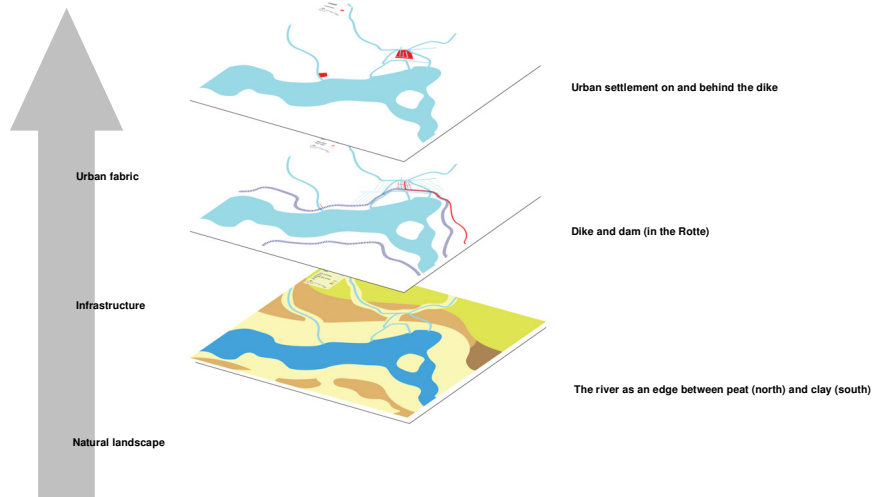 Urban settlement on and behind the dike
Urban fabric
Dike and dam (in the Rotte)
Infrastructure
The river as an edge between peat (north) and clay (south)
Natural landscape